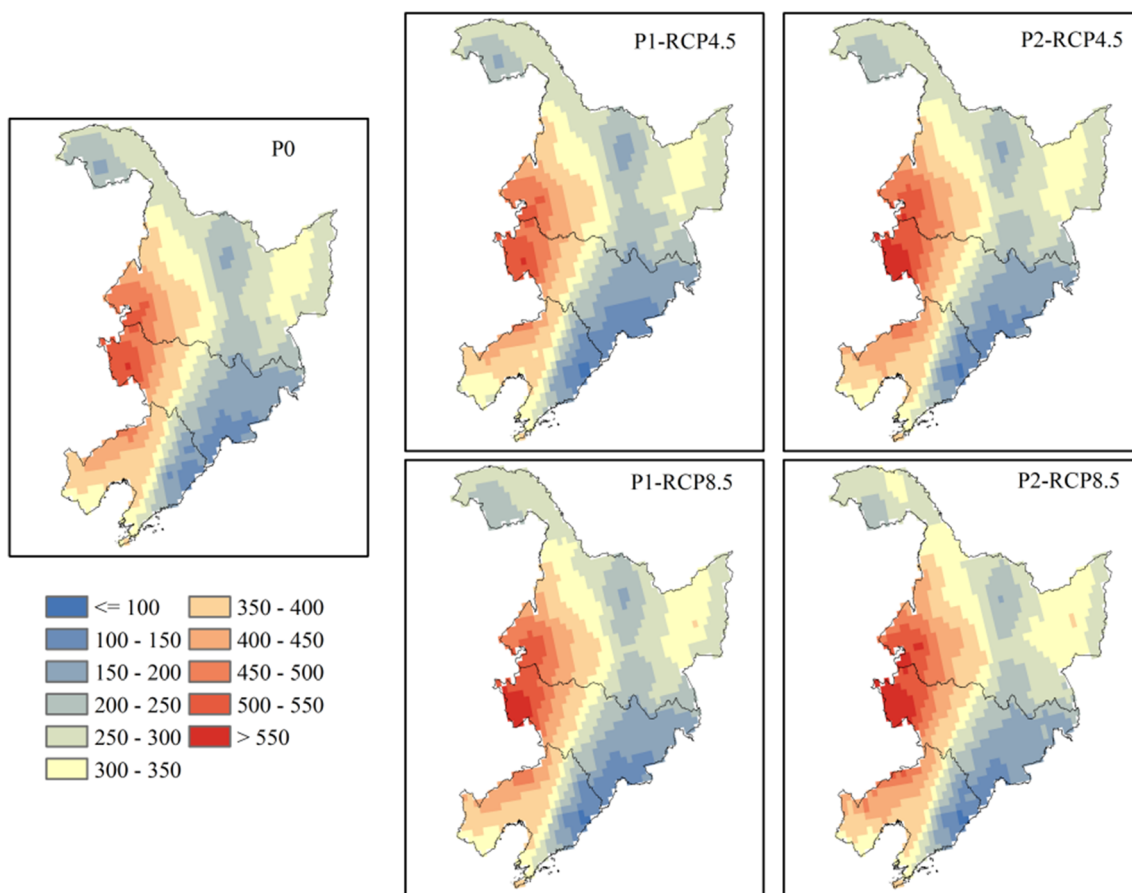 P0
P1-RCP4.5
P2-RCP4.5
P1-RCP8.5
P2-RCP8.5
<= 100
100 - 150
150 - 200
200 - 250
250 - 300
300 - 350
350 - 400
400 - 450
450 - 500
500 - 550
> 550